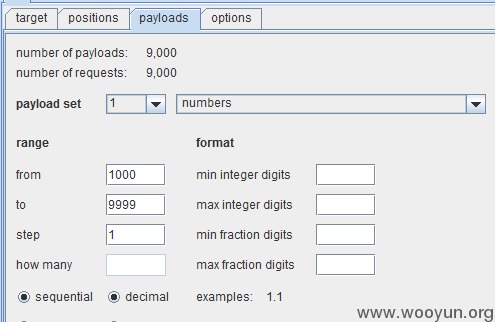 target positions payloads options
number of payloads: 9,000
number of requests: 9,000
payload set 1 numbers
range format
from 1000 min integer digits
to 9999 max integer digits
step 1 min fraction digits
how many max fraction digits
sequential decimal examples: 1.1
www.wooyun.org